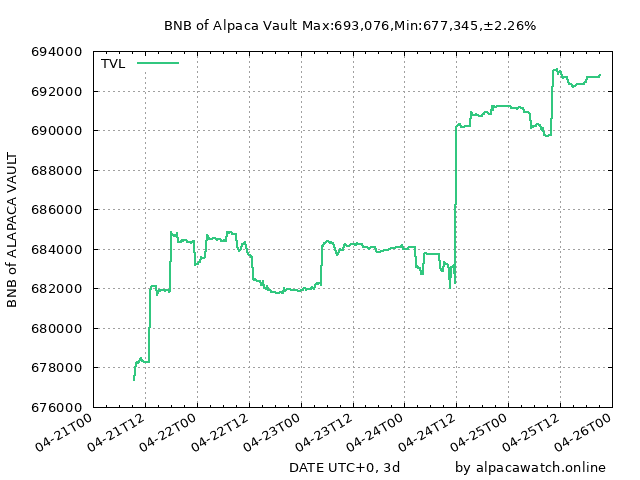 BNB of Alpaca Vault Max:693,076,Min:677,345,±2.26%
694000
TVL
692000
690000
688000
686000
684000
682000
680000
678000
676000
BNB of ALAPACA VAULT
04-21T00
04-21T12
04-22T00
04-22T12
04-23T00
04-23T12
04-24T00
04-24T12
04-25T00
04-25T12
04-26T00
DATE UTC+0, 3d
by alpacawatch.online